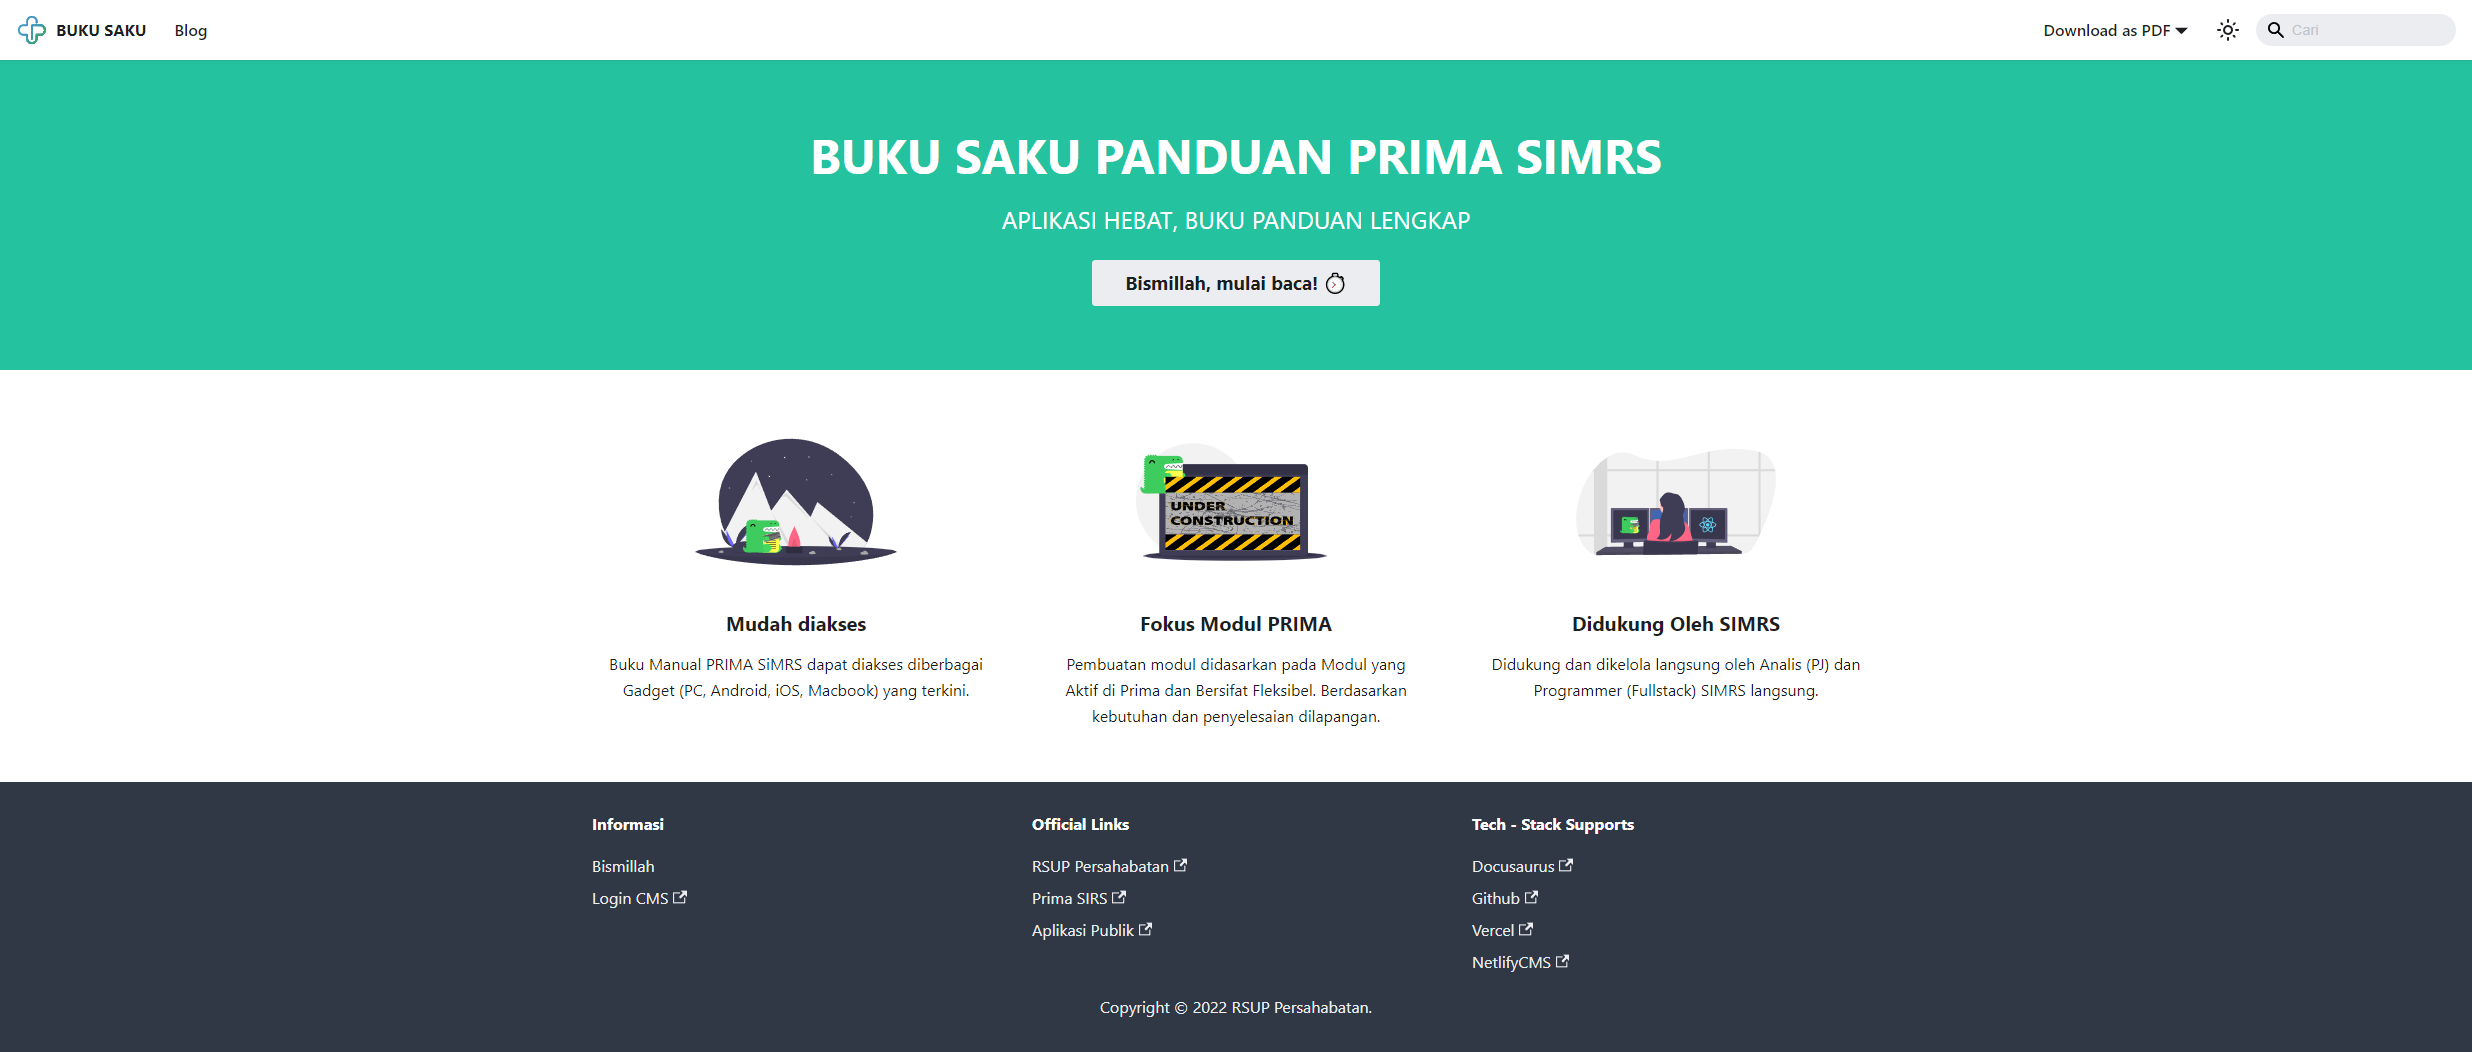 BUKU SAKU
Blog
Download as PDF
Cari
BUKU SAKU PANDUAN PRIMA SIMRS
APLIKASI HEBAT, BUKU PANDUAN LENGKAP
Bismillah, mulai baca!
UNDER
CONSTRUCTION
Mudah diakses
Buku Manual PRIMA SiMRS dapat diakses diberbagai
Gadget (PC, Android, iOS, Macbook) yang terkini.
Fokus Modul PRIMA
Pembuatan modul didasarkan pada Modul yang
Aktif di Prima dan Bersifat Fleksibel. Berdasarkan
kebutuhan dan penyelesaian dilapangan.
Didukung Oleh SIMRS
Didukung dan dikelola langsung oleh Analis (PJ) dan
Programmer (Fullstack) SIMRS langsung.
Informasi
Bismillah
Login CMS
Official Links
RSUP Persahabatan
Prima SIRS
Aplikasi Publik
Tech - Stack Supports
Docusaurus
Github
Vercel
NetlifyCMS
Copyright © 2022 RSUP Persahabatan.